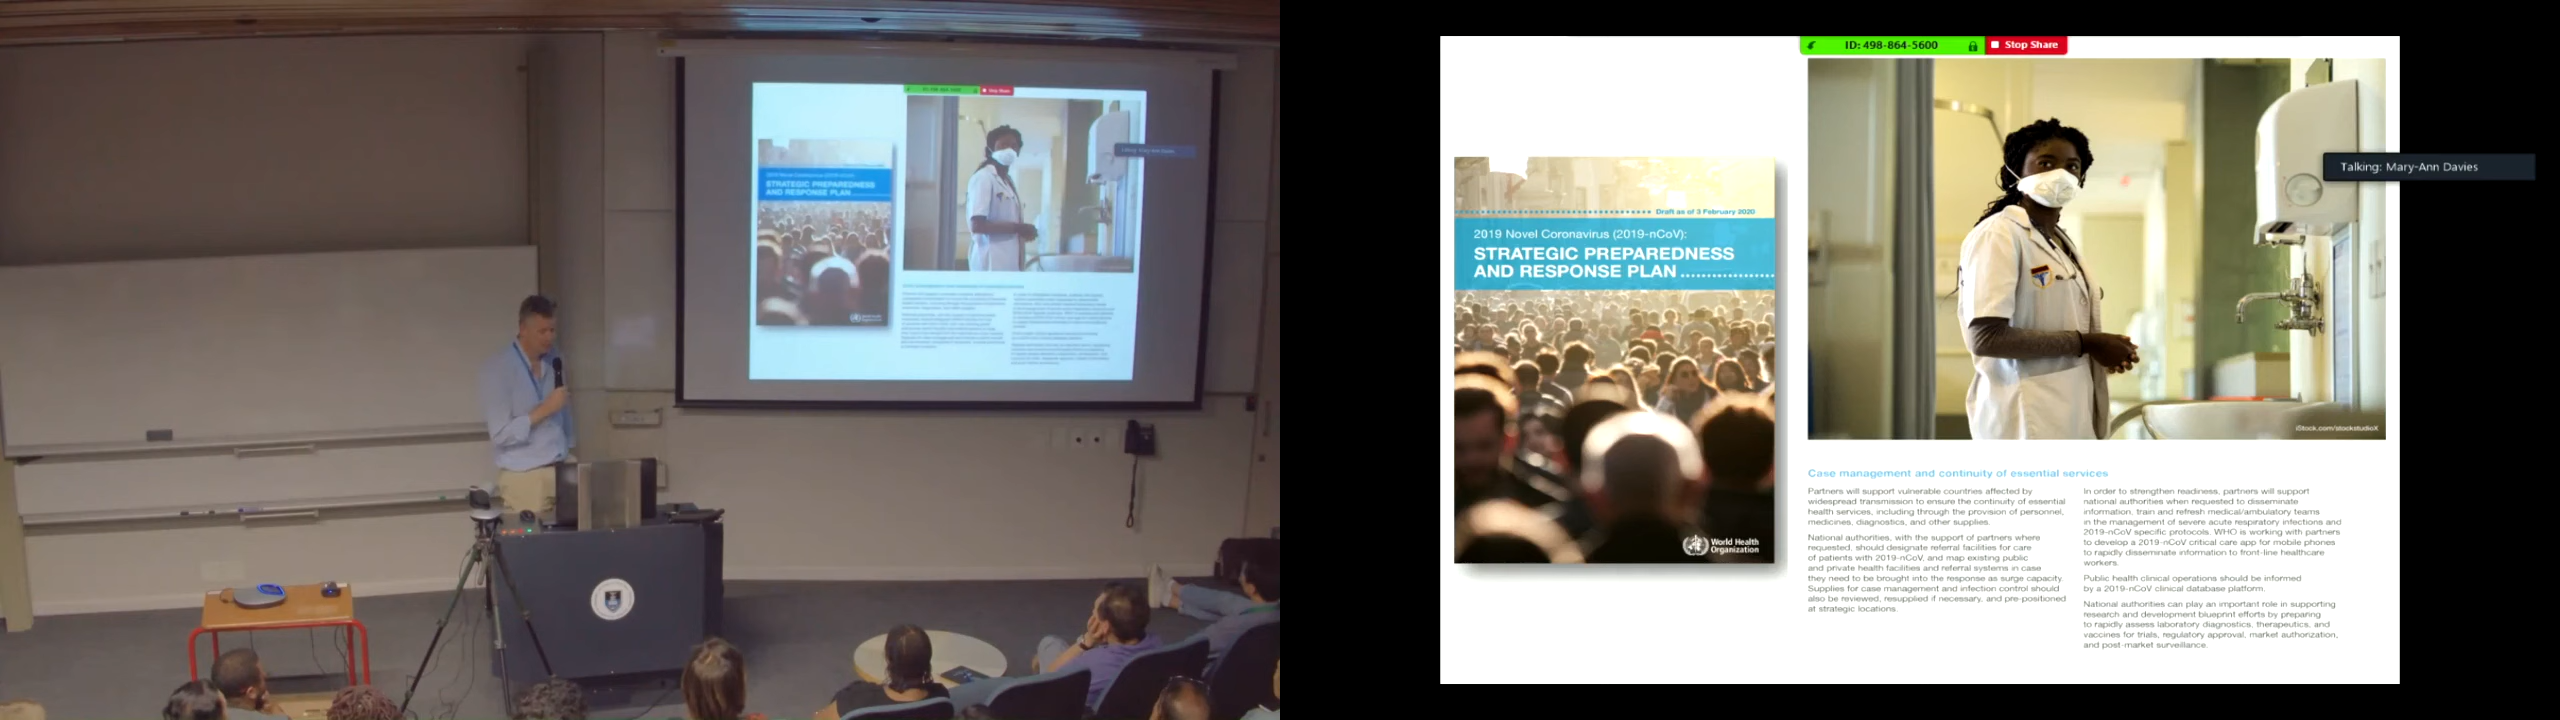 ID: 498-864-5600
Stop Share
Talking: Mary-Ann Davies
Draft as of 3 February 2020
2019 Novel Coronavirus (2019-nCoV):
STRATEGIC PREPAREDNESS
AND RESPONSE PLAN
World Health
Organization
iStock.com/stockstudioX
Case management and continuity of essential services
Partners will support vulnerable countries affected by
widespread transmission to ensure the continuity of essential
health services, including through the provision of personnel,
medicines, diagnostics, and other supplies.
National authorities, with the support of partners where
requested, should designate referral facilities for care
of patients with 2019-nCoV, and map existing public
and private health facilities and referral systems in case
they need to be brought into the response as surge capacity.
Supplies for case management and infection control should
also be reviewed, resupplied if necessary, and pre-positioned
at strategic locations.
In order to strengthen readiness, partners will support
national authorities when requested to disseminate
information, train and refresh medical/ambulatory teams
in the management of severe acute respiratory infections and
2019-nCoV specific protocols. WHO is working with partners
to develop a 2019-nCoV critical care app for mobile phones
to rapidly disseminate information to front-line healthcare
workers.
Public health clinical operations should be informed
by a 2019-nCoV clinical database platform.
National authorities can play an important role in supporting
research and development blueprint efforts by preparing
to rapidly assess laboratory diagnostics, therapeutics, and
vaccines for trials, regulatory approval, market authorization,
and post-market surveillance.
Stop Share
STRATEGIC PREPAREDNESS
AND RESPONSE PLAN